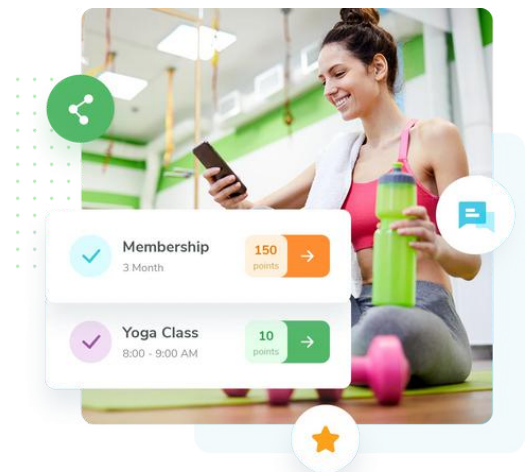 Membership
3 Month
150
points
Yoga Class
8:00 - 9:00 AM
10
points